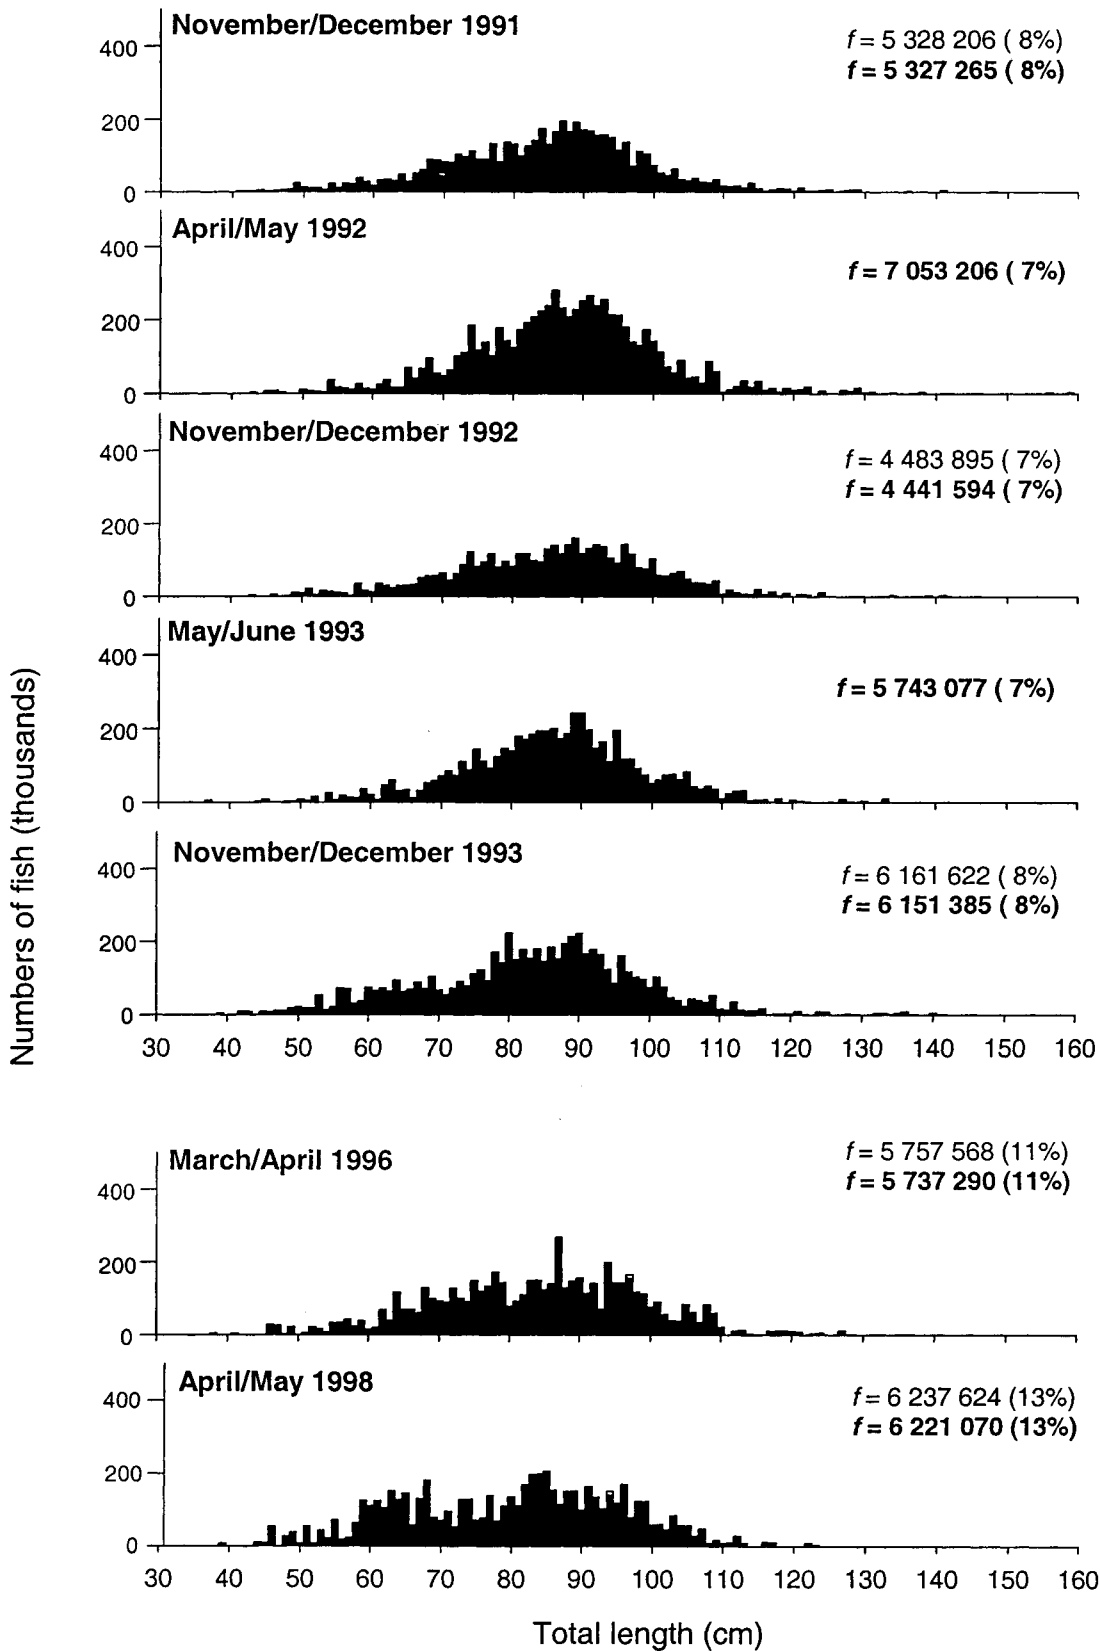 November/December 1991
f = 5 328 206 ( 8%)
f = 5 327 265 ( 8%)
400
200
0
April/May 1992
f = 7 053 206 ( 7%)
400
200
0
November/December 1992
f = 4 483 895 ( 7%)
f = 4 441 594 ( 7%)
400
200
0
May/June 1993
f = 5 743 077 ( 7%)
400
200
0
November/December 1993
f = 6 161 622 ( 8%)
f = 6 151 385 ( 8%)
400
200
0
30 40 50 60 70 80 90 100 110 120 130 140 150 160
Numbers of fish (thousands)
March/April 1996
f = 5 757 568 (11%)
f = 5 737 290 (11%)
400
200
0
April/May 1998
f = 6 237 624 (13%)
f = 6 221 070 (13%)
400
200
0
30 40 50 60 70 80 90 100 110 120 130 140 150 160
Total length (cm)